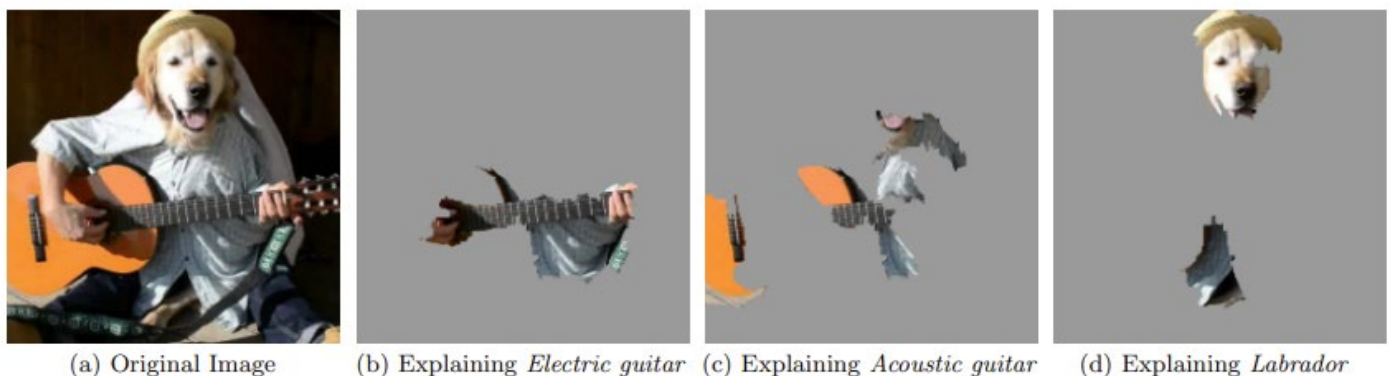 (a) Original Image
(b) Explaining Electric guitar
(c) Explaining Acoustic guitar
(d) Explaining Labrador